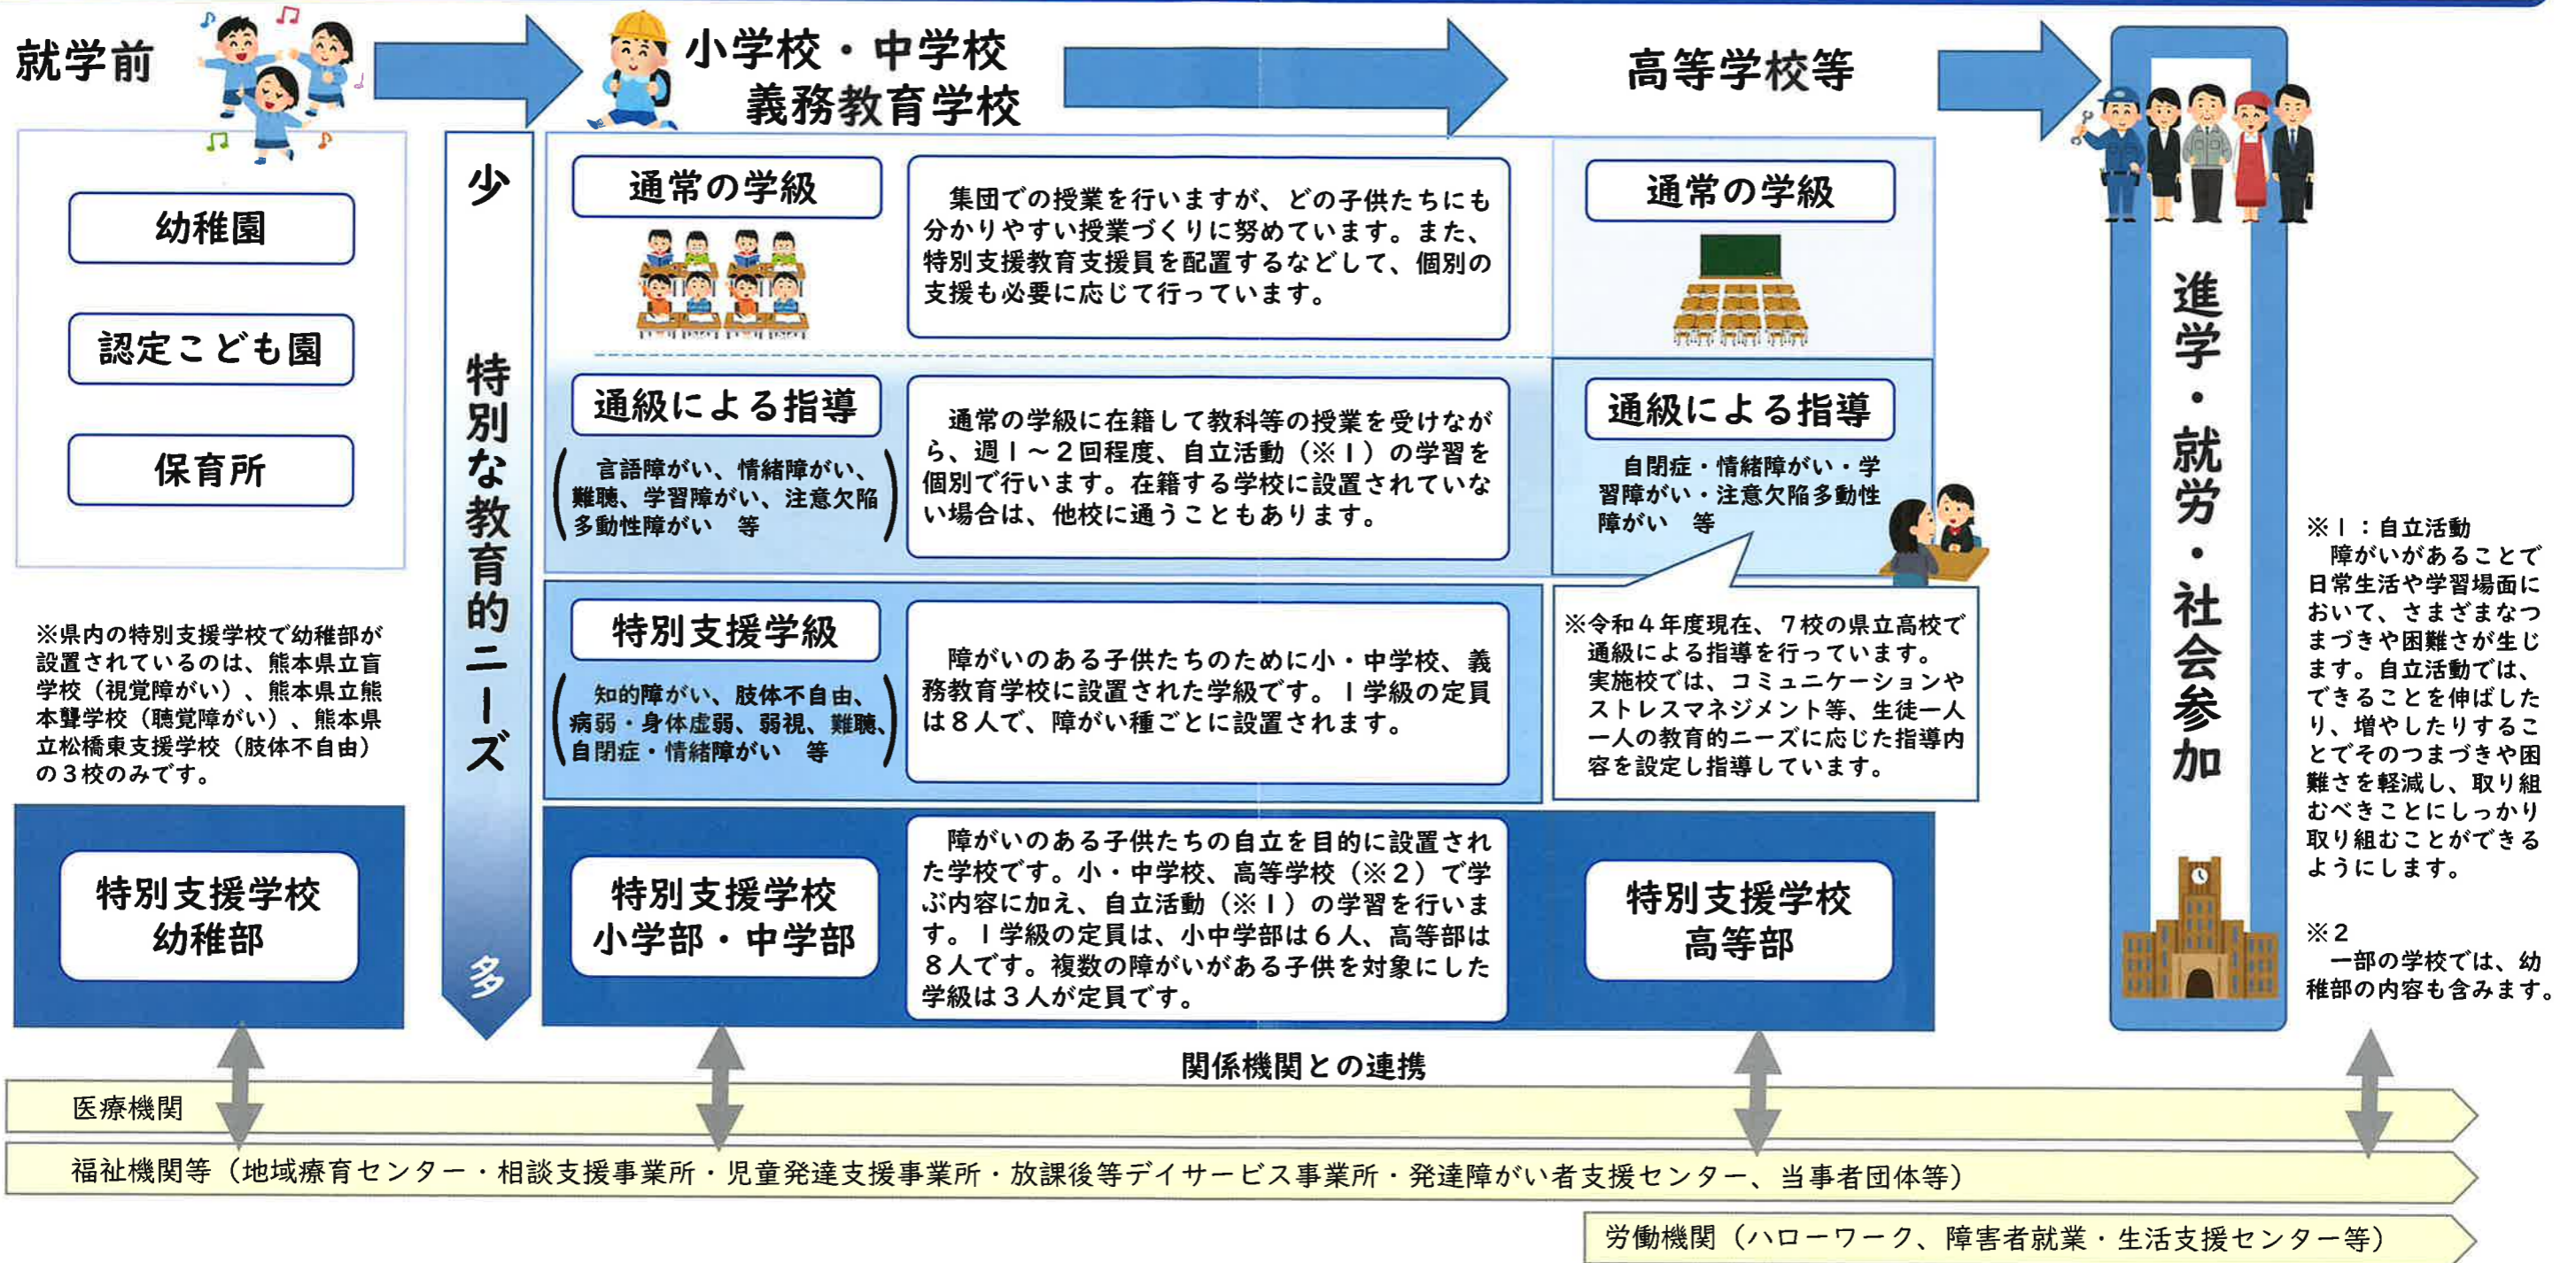 就学前
小学校・中学校
義務教育学校
高等学校等
幼稚園
認定こども園
保育所
※県内の特別支援学校で幼稚部が
設置されているのは、熊本県立盲
学校（視覚障がい）、熊本県立熊
本聾学校（聴覚障がい）、熊本県
立松橋東支援学校（肢体不自由）
の３校のみです。
特別支援学校
幼稚部
少
特別な教育的ニーズ
多
通常の学級
集団での授業を行いますが、どの子供たちにも
分かりやすい授業づくりに努めています。また、
特別支援教育支援員を配置するなどして、個別の
支援も必要に応じて行っています。
通級による指導
言語障がい、情緒障がい、
難聴、学習障がい、注意欠陥
多動性障がい　等
通常の学級に在籍して教科等の授業を受けなが
ら、週１～２回程度、自立活動（※１）の学習を
個別で行います。在籍する学校に設置されていな
い場合は、他校に通うこともあります。
特別支援学級
知的障がい、肢体不自由、
病弱・身体虚弱、弱視、難聴、
自閉症・情緒障がい　等
障がいのある子供たちのために小・中学校、義
務教育学校に設置された学級です。１学級の定員
は８人で、障がい種ごとに設置されます。
特別支援学校
小学部・中学部
障がいのある子供たちの自立を目的に設置され
た学校です。小・中学校、高等学校（※２）で学
ぶ内容に加え、自立活動（※１）の学習を行いま
す。１学級の定員は、小中学部は６人、高等部は
８人です。複数の障がいがある子供を対象にした
学級は３人が定員です。
通常の学級
通級による指導
自閉症・情緒障がい・学
習障がい・注意欠陥多動性
障がい　等
※令和４年度現在、７校の県立高校で
通級による指導を行っています。
実施校では、コミュニケーションや
ストレスマネジメント等、生徒一人
一人の教育的ニーズに応じた指導内
容を設定し指導しています。
特別支援学校
高等部
進学・就労・社会参加
※１：自立活動
障がいがあることで
日常生活や学習場面に
おいて、さまざまなつ
まづきや困難さが生じ
ます。自立活動では、
できることを伸ばした
り、増やしたりするこ
とでそのつまづきや困
難さを軽減し、取り組
むべきことにしっかり
取り組むことができる
ようにします。
※２
一部の学校では、幼
稚部の内容も含みます。
関係機関との連携
医療機関
福祉機関等（地域療育センター・相談支援事業所・児童発達支援事業所・放課後等デイサービス事業所・発達障がい者支援センター、当事者団体等）
労働機関（ハローワーク、障害者就業・生活支援センター等）